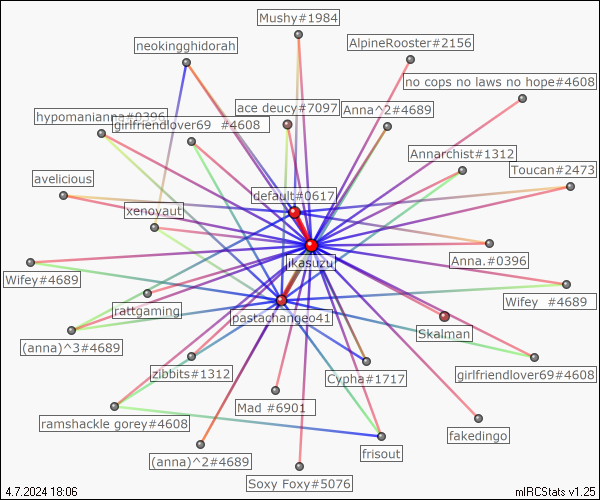 Mushy#1984
neokingghidorah
AlpineRooster#2156
no cops no laws no hope#4608
ace deucy#7097
Anna^2#4689
hypomanianna#0396
girlfriendlover69 #4608
Annarchist#1312
Toucan#2473
avelicious
default#0617
xenoyaut
jikasuzu
Anna.#0396
Wifey#4689
Wifey #4689
rattgaming
pastachangeo41
Skalman
(anna)^3#4689
zibbits#1312
Cypha#1717
girlfriendlover69#4608
Mad #6901
ramshackle gorey#4608
fakedingo
frisout
(anna)^2#4689
Soxy Foxy#5076
4.7.2024 18:06
mIRCStats v1.25